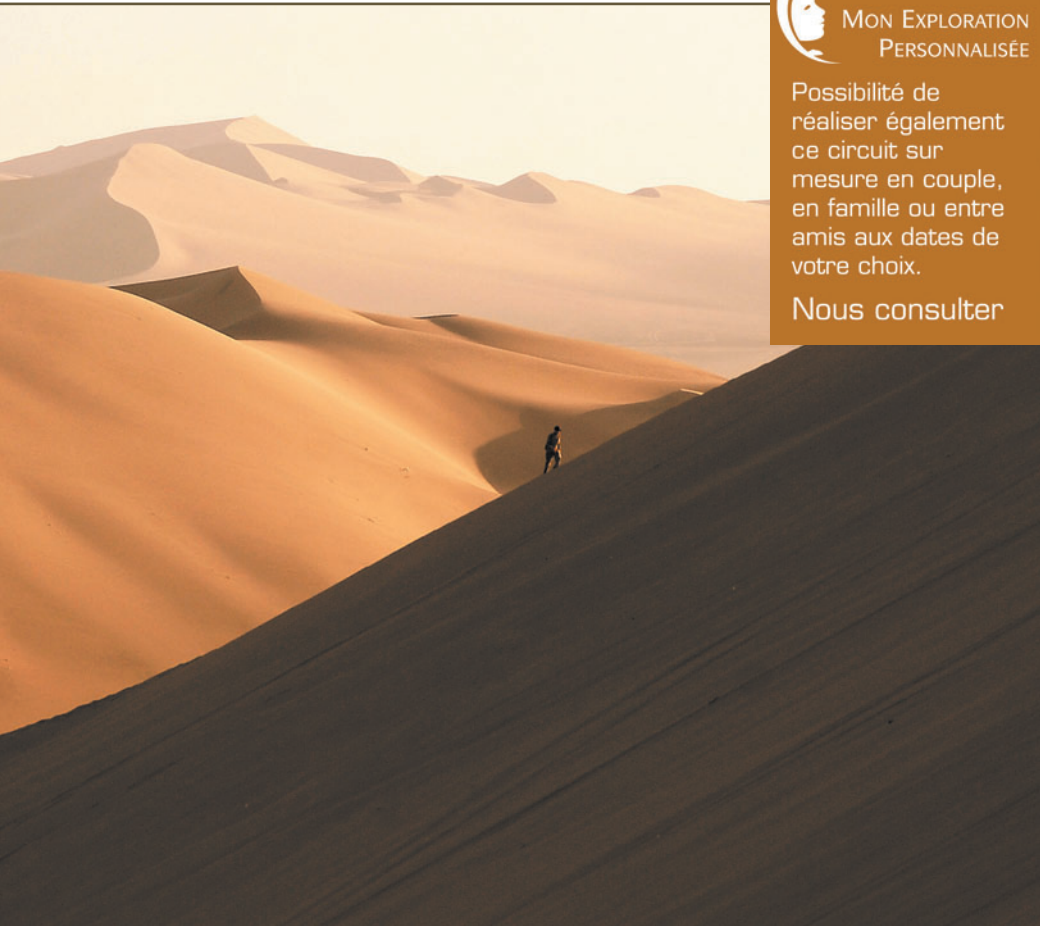 Mon Exploration
Personnalisée
Possibilité de
réaliser également
ce circuit sur
mesure en couple,
en famille ou entre
amis aux dates de
votre choix.
Nous consulter